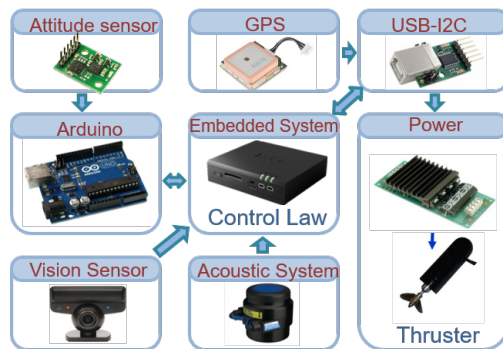 Attitude sensor
GPS
USB-I2C
Arduino
Embedded System
Power
Control Law
Vision Sensor
Acoustic System
Thruster